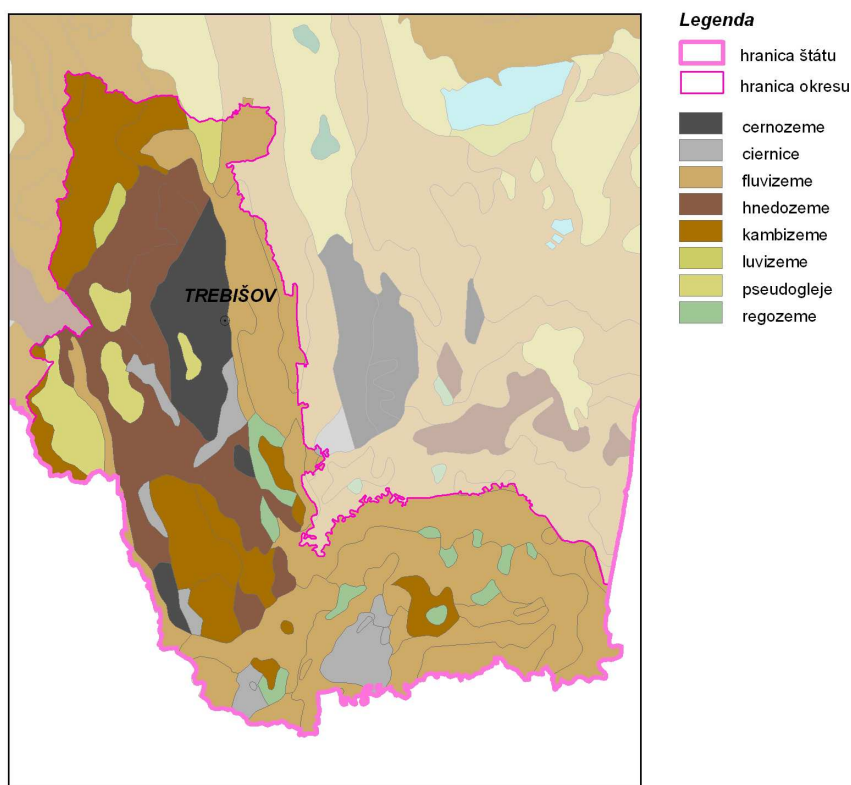 Legenda
hranica štátu
hranica okresu
cernozeme
ciernice
fluvizeme
hnedozeme
kambizeme
luvizeme
pseudogleje
regozeme
TREBIŠOV